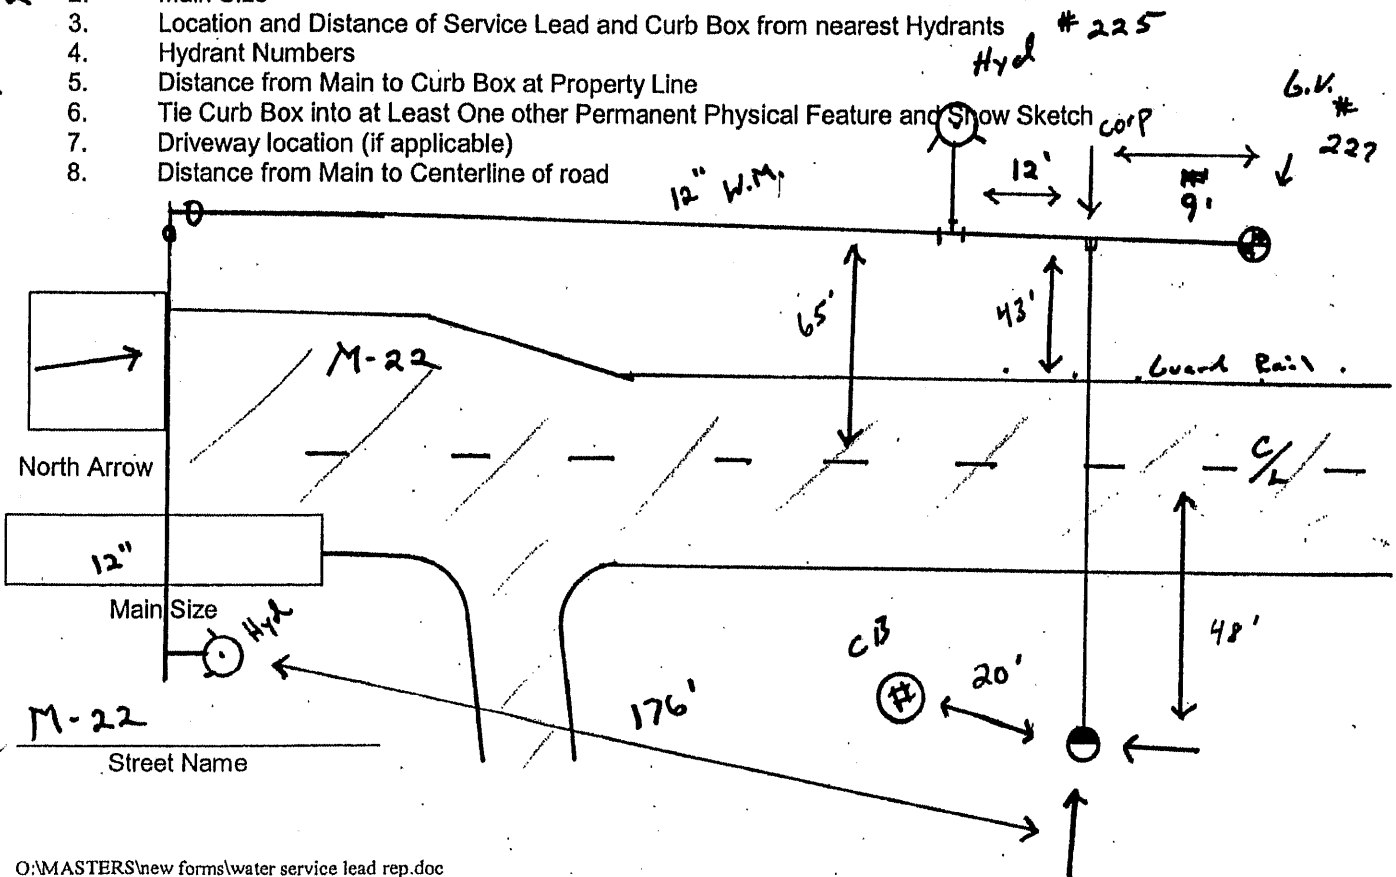 3. Location and Distance of Service Lead and Curb Box from nearest Hydrants
# 225
4. Hydrant Numbers
Hyd
5. Distance from Main to Curb Box at Property Line
G.V.
#
6. Tie Curb Box into at Least One other Permanent Physical Feature and Show Sketch
corp
7. Driveway location (if applicable)
8. Distance from Main to Centerline of road
12'
9'
12" W.M.
65'
43'
M-22
Guard Rail
North Arrow
C/L
12"
Main Size
Hyd
48'
CB
20'
176'
M-22
Street Name
O:\MASTERS\new forms\water service lead rep.doc